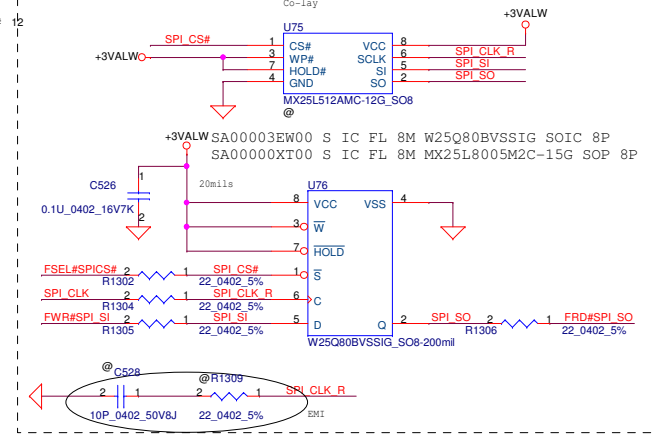 Co-lay
12
+3VALW
U75
SPI_CS# 1 CS# VCC 8
+3VALW 3 WP# SCLK 6 SPI_CLK_R
7 HOLD# SI 5 SPI_SI
4 GND SO 2 SPI_SO
MX25L512AMC-12G_SO8
@
+3VALW SA00003EW00 S IC FL 8M W25Q80BVSSIG SOIC 8P
SA00000XT00 S IC FL 8M MX25L8005M2C-15G SOP 8P
1
C526
20mils
U76
0.1U_0402_16V7K
2
8 VCC VSS 4
3 W
7 HOLD
FSEL#SPICS# 2 1 SPI_CS# 1 S
R1302 22_0402_5%
SPI_CLK 2 1 SPI_CLK_R 6 C
R1304 22_0402_5%
FWR#SPI_SI 2 1 SPI_SI 5 D Q 2 SPI_SO 2 1 FRD#SPI_SO
R1305 22_0402_5% R1306 22_0402_5%
W25Q80BVSSIG_SO8-200mil
@ C528 @ R1309
2 1 2 1 SPI_CLK_R
10P_0402_50V8J 22_0402_5% EMI